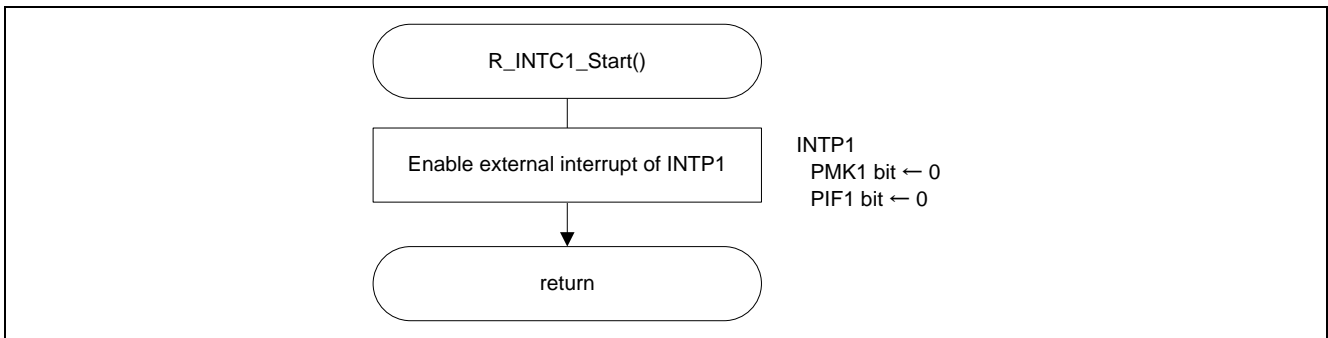 R_INTC1_Start()
Enable external interrupt of INTP1
INTP1
PMK1 bit ← 0
PIF1 bit ← 0
return